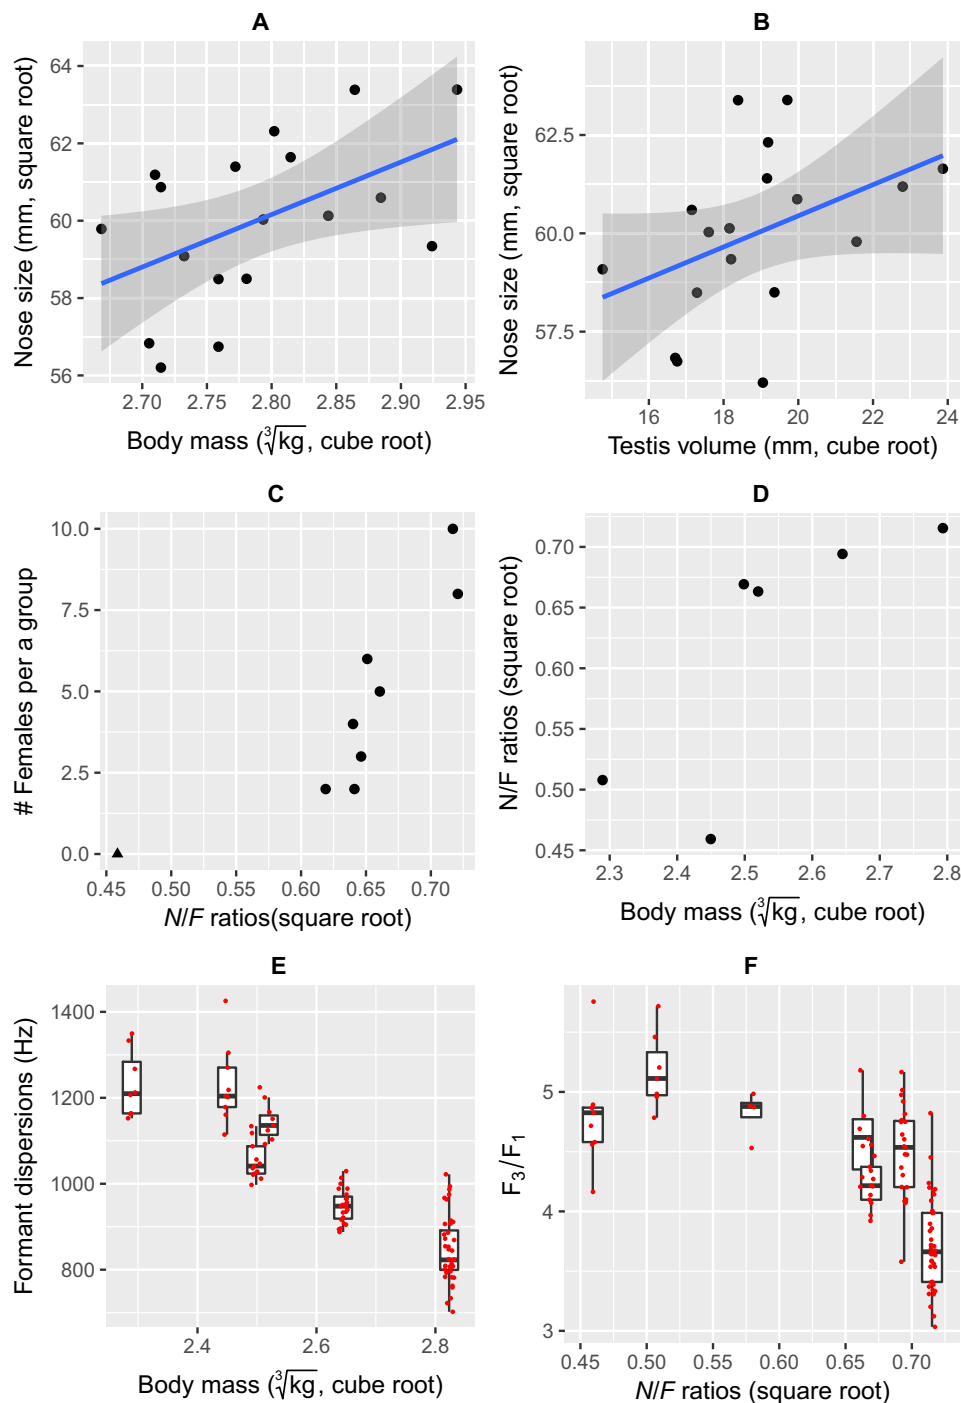 A
Nose size (mm, square root)
64
62
60
58
56
2.70 2.75 2.80 2.85 2.90 2.95
Body mass (∛kg, cube root)
B
Nose size (mm, square root)
62.5
60.0
57.5
16 18 20 22 24
Testis volume (mm, cube root)
C
# Females per a group
10.0
7.5
5.0
2.5
0.0
0.45 0.50 0.55 0.60 0.65 0.70
N/F ratios(square root)
D
N/F ratios (square root)
0.70
0.65
0.60
0.55
0.50
0.45
2.3 2.4 2.5 2.6 2.7 2.8
Body mass (∛kg, cube root)
E
Formant dispersions (Hz)
1400
1200
1000
800
2.4 2.6 2.8
Body mass (∛kg, cube root)
F
F3/F1
5
4
3
0.45 0.50 0.55 0.60 0.65 0.70
N/F ratios (square root)